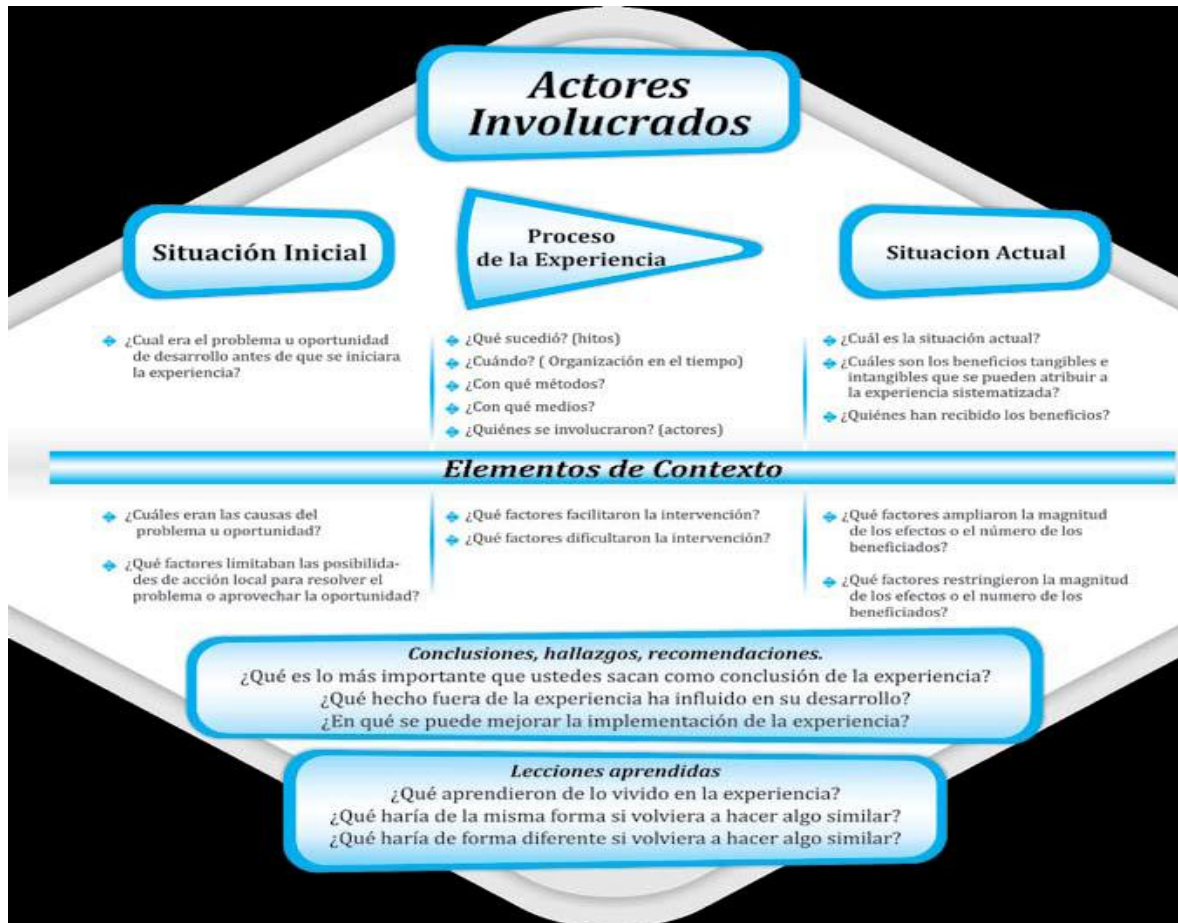 Actores
Involucrados
Situación Inicial
Proceso
de la Experiencia
Situacion Actual
¿Cual era el problema u oportunidad
de desarrollo antes de que se iniciara
la experiencia?
¿Qué sucedió? (hitos)
¿Cuándo? ( Organización en el tiempo)
¿Con qué métodos?
¿Con qué medios?
¿Quiénes se involucraron? (actores)
¿Cuál es la situación actual?
¿Cuáles son los beneficios tangibles e
intangibles que se pueden atribuir a
la experiencia sistematizada?
¿Quiénes han recibido los beneficios?
Elementos de Contexto
¿Cuáles eran las causas del
problema u oportunidad?
¿Qué factores limitaban las posibilida-
des de acción local para resolver el
problema o aprovechar la oportunidad?
¿Qué factores facilitaron la intervención?
¿Qué factores dificultaron la intervención?
¿Qué factores ampliaron la magnitud
de los efectos o el número de los
beneficiados?
¿Qué factores restringieron la magnitud
de los efectos o el numero de los
beneficiados?
Conclusiones, hallazgos, recomendaciones.
¿Qué es lo más importante que ustedes sacan como conclusión de la experiencia?
¿Qué hecho fuera de la experiencia ha influido en su desarrollo?
¿En qué se puede mejorar la implementación de la experiencia?
Lecciones aprendidas
¿Qué aprendieron de lo vivido en la experiencia?
¿Qué haría de la misma forma si volviera a hacer algo similar?
¿Qué haría de forma diferente si volviera a hacer algo similar?